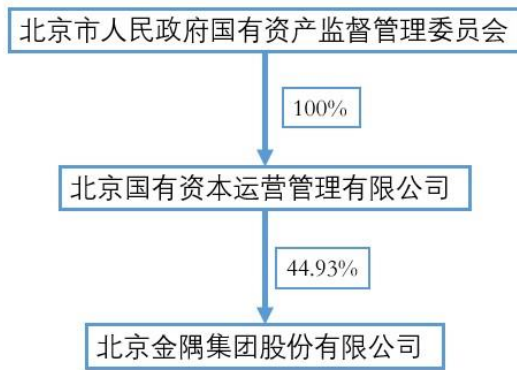 北京市人民政府国有资产监督管理委员会
100%
北京国有资本运营管理有限公司
44.93%
北京金隅集团股份有限公司